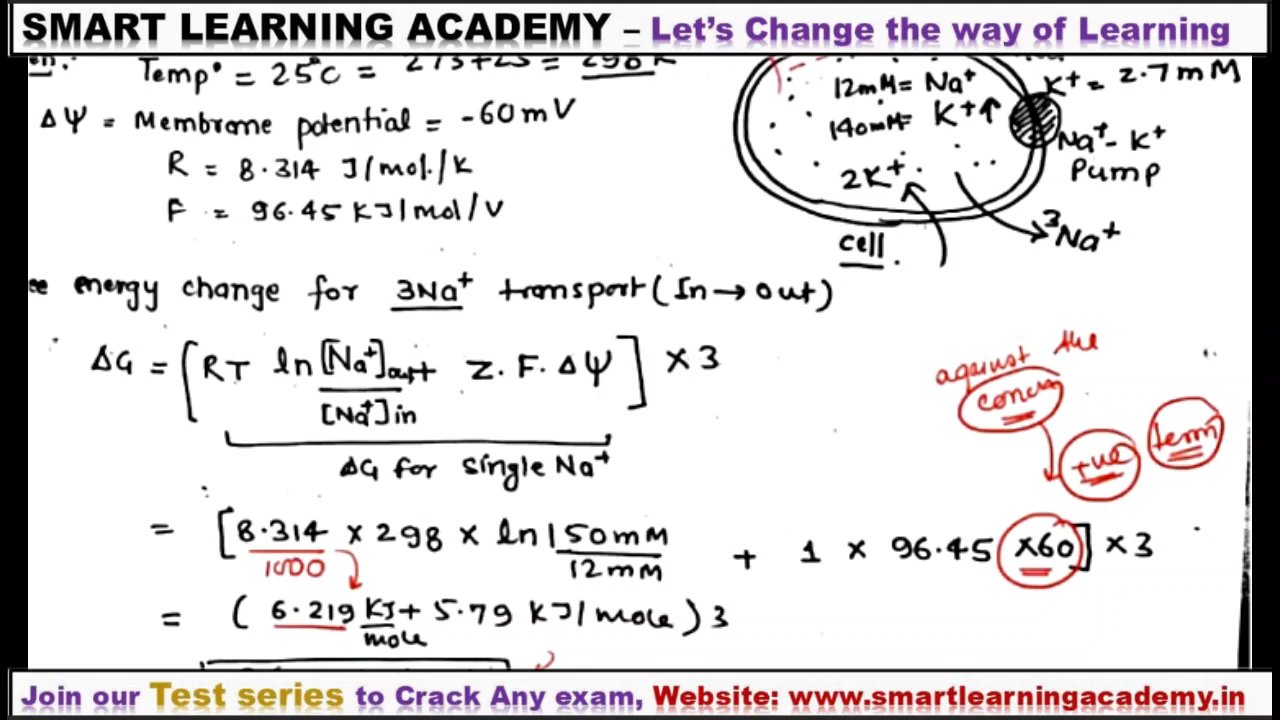 SMART LEARNING ACADEMY – Let's Change the way of Learning
Temp° = 25°C = 273+25 = 298 K
ΔΨ = Membrane potential = -60mV
R = 8.314 J/mol./K
F = 96.45 KJ/mol/V
12mM= Na⁺
140mM= K+↑
2K+
K+= 2.7mM
Na⁺- K+
Pump
3Na⁺
cell
ee energy change for 3Na⁺ transport (In→out)
ΔG = [RT ln [Na⁺]out Z. F. ΔΨ] × 3
[Na⁺]in
ΔG for single Na⁺
against the
concn
+ve term
= [8.314 × 298 × ln 150mM + 1 × 96.45 ×60] ×3
1000 12mM
= ( 6.219 KJ + 5.79 KJ/mole ) 3
mole
Join our Test series to Crack Any exam, Website: www.smartlearningacademy.in